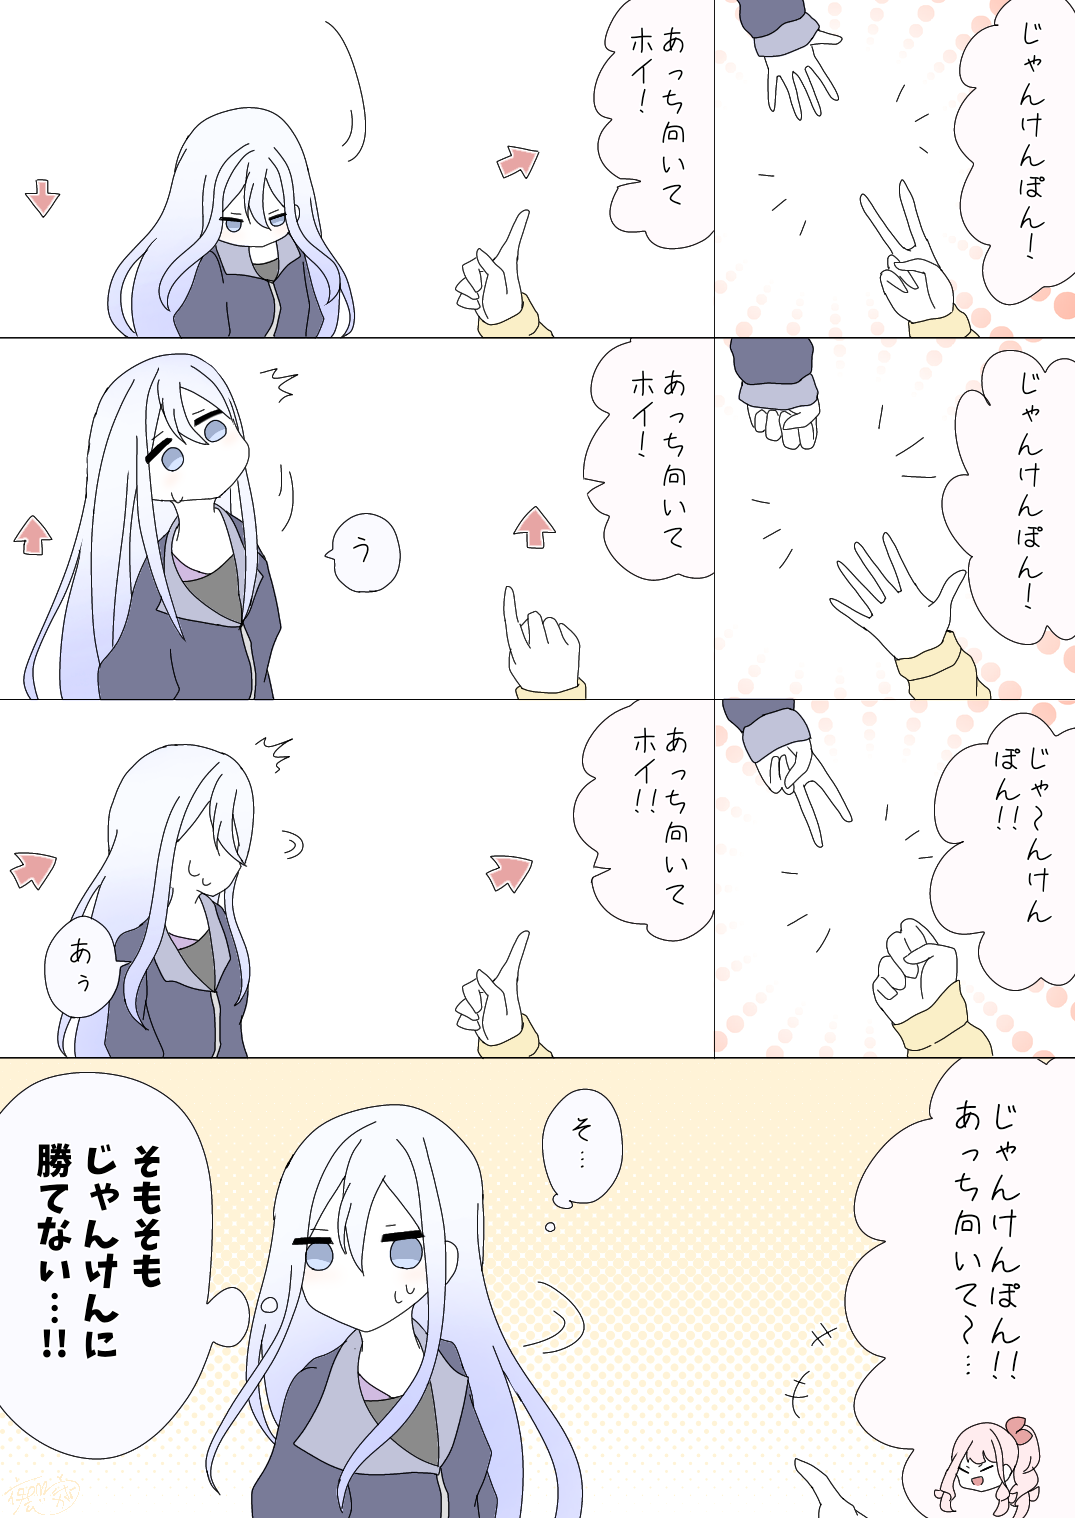 じゃんけんぽん！
あっち向いて
ホイ！
じゃんけんぽん！
あっち向いて
ホイ！
う
じゃ〜んけん
ぽん！！
あっち向いて
ホイ！！
あぅ
じゃんけんぽん！！
あっち向いて〜…
そ…
そもそも
じゃんけんに
勝てない…!!